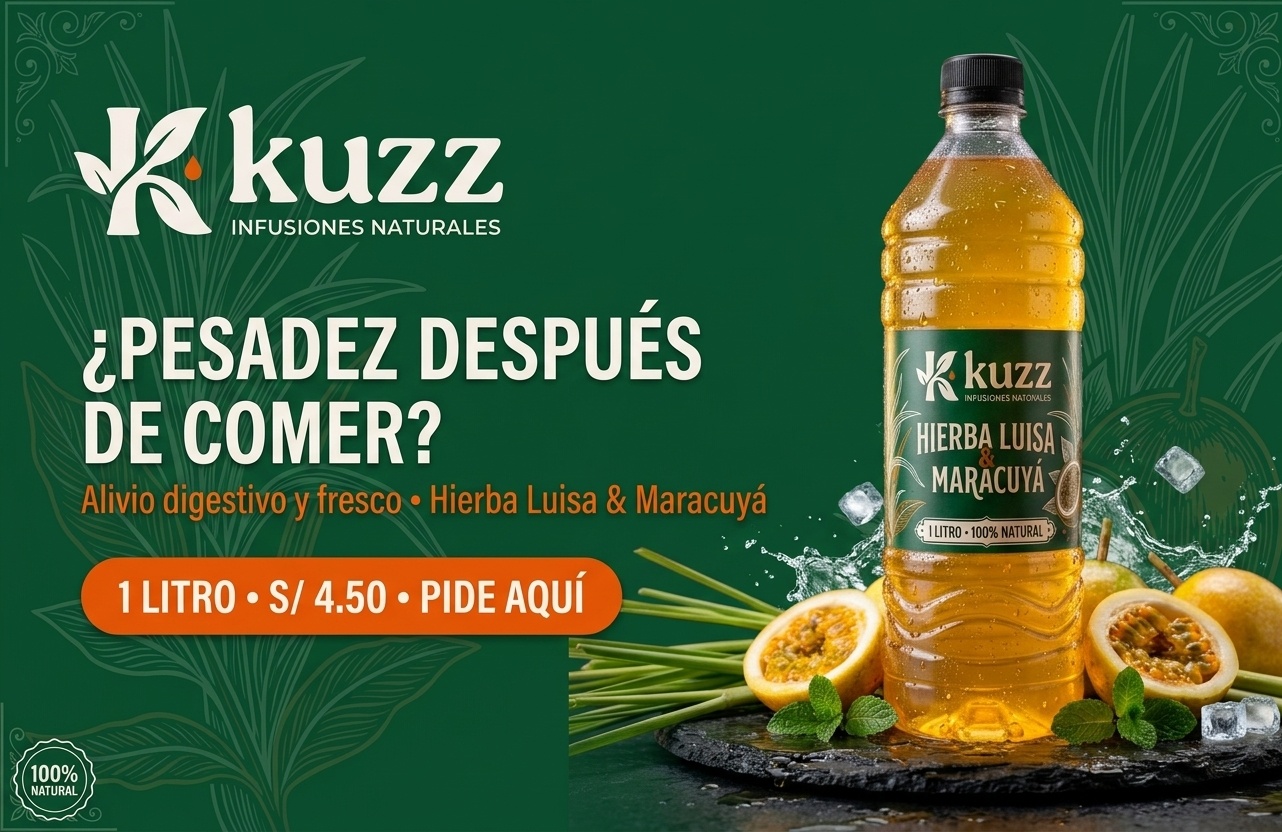 kuzz
INFUSIONES NATURALES
¿PESADEZ DESPUÉS
DE COMER?
Alivio digestivo y fresco • Hierba Luisa & Maracuyá
1 LITRO • S/ 4.50 • PIDE AQUÍ
100%
NATURAL
kuzz
INFUSIONES NATONALES
HIERBA LUISA
&
MARACUYÁ
1 LITRO • 100% NATURAL